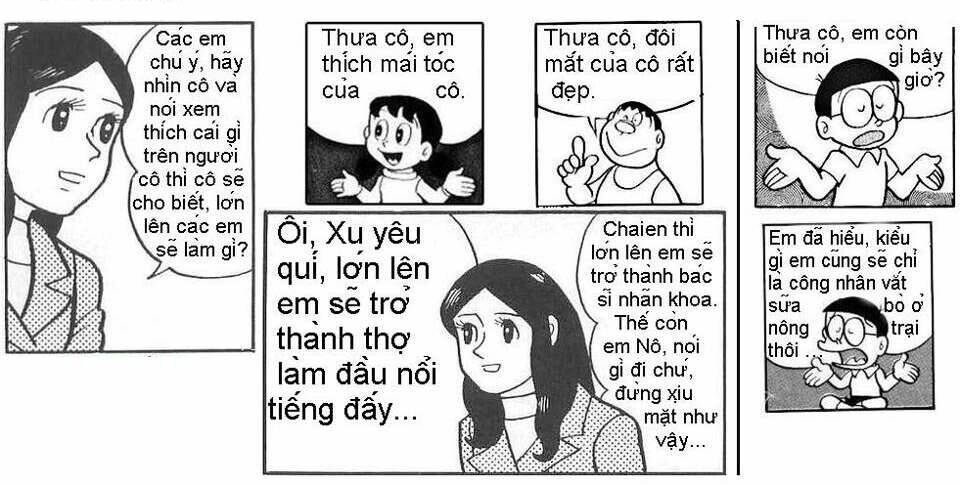 Các em
chú ý, hãy
nhìn cô và
nói xem
thích cái gì
trên người
cô thì cô sẽ
cho biết, lớn
lên các em
sẽ làm gì?
Thưa cô, em
thích mái tóc
của cô.
Thưa cô, đôi
mắt của cô rất
đẹp.
Ôi, Xu yêu
quí, lớn lên
em sẽ trở
thành thợ
làm đầu nổi
tiếng đấy...
Chaien thì
lớn lên em sẽ
trở thành bác
sĩ nhãn khoa.
Thế còn
em Nô, nói
gì đi chứ,
đừng xịu
mặt như
vậy...
Thưa cô, em còn
biết nói gì bây
giờ?
Em đã hiểu, kiểu
gì em cũng sẽ chỉ
là công nhân vắt
sữa bò ở
nông trại
thôi ...